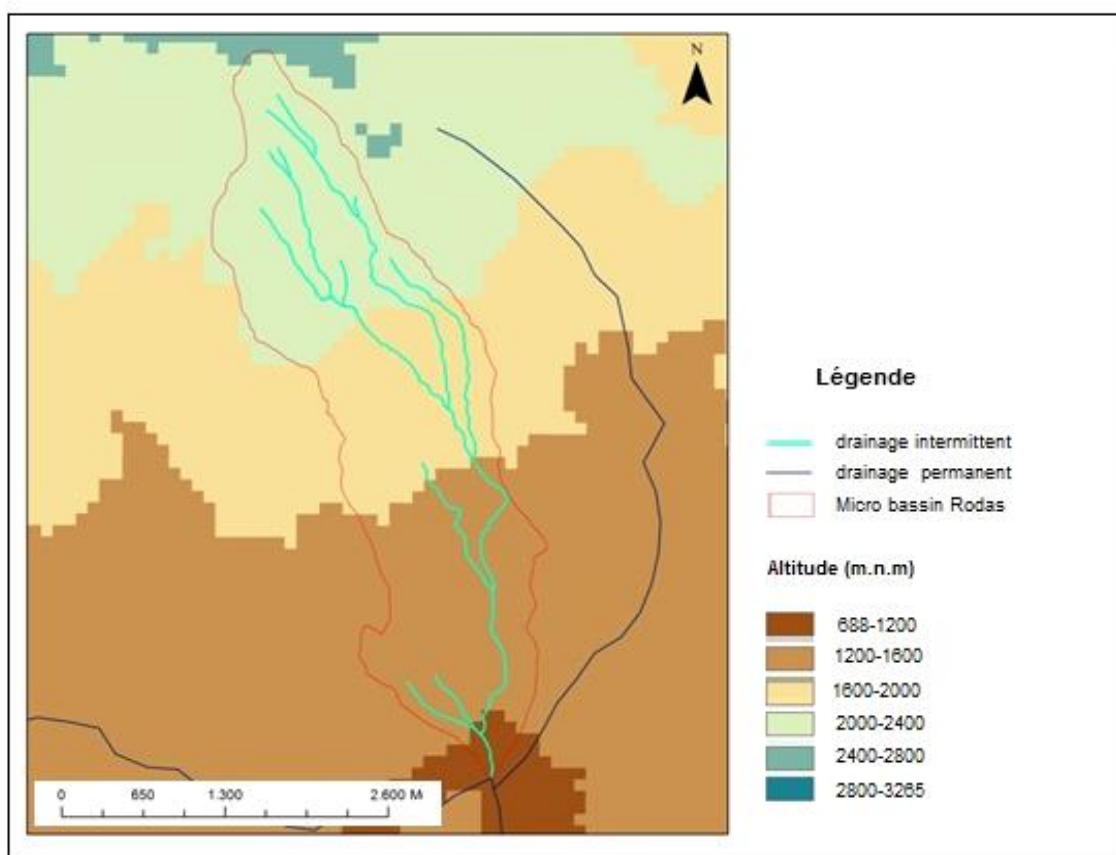 N
Légende
drainage intermittent
drainage permanent
Micro bassin Rodas
Altitude (m.n.m)
688-1200
1200-1600
1600-2000
2000-2400
2400-2800
2800-3265
0 650 1.300 2.600 M